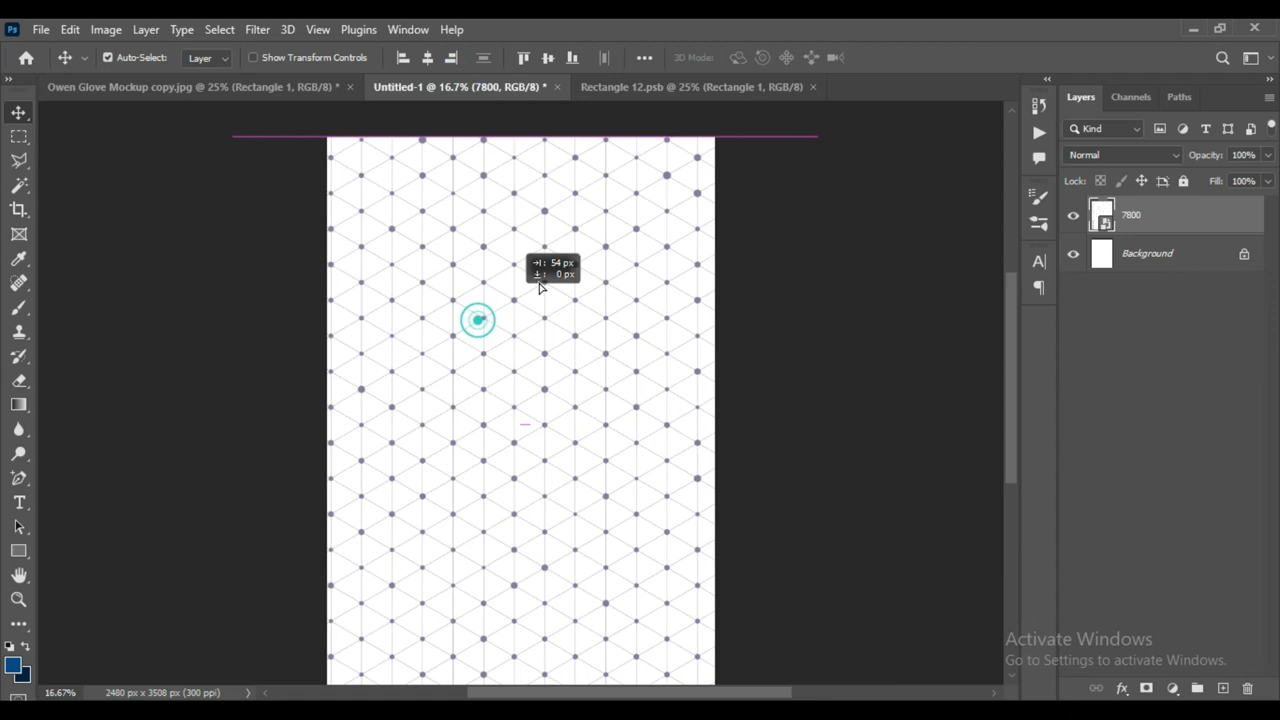 Ps File Edit Image Layer Type Select Filter 3D View Plugins Window Help
Auto-Select: Layer Show Transform Controls 3D Mode:
Owen Glove Mockup copy.jpg @ 25% (Rectangle 1, RGB/8) * × Untitled-1 @ 16.7% (7800, RGB/8) * × Rectangle 12.psb @ 25% (Rectangle 1, RGB/8) ×
Layers Channels Paths
Kind
Normal Opacity: 100%
Lock: Fill: 100%
7800
Background
54 px
0 px
Activate Windows
Go to Settings to activate Windows.
16.67% 2480 px x 3508 px (300 ppi)